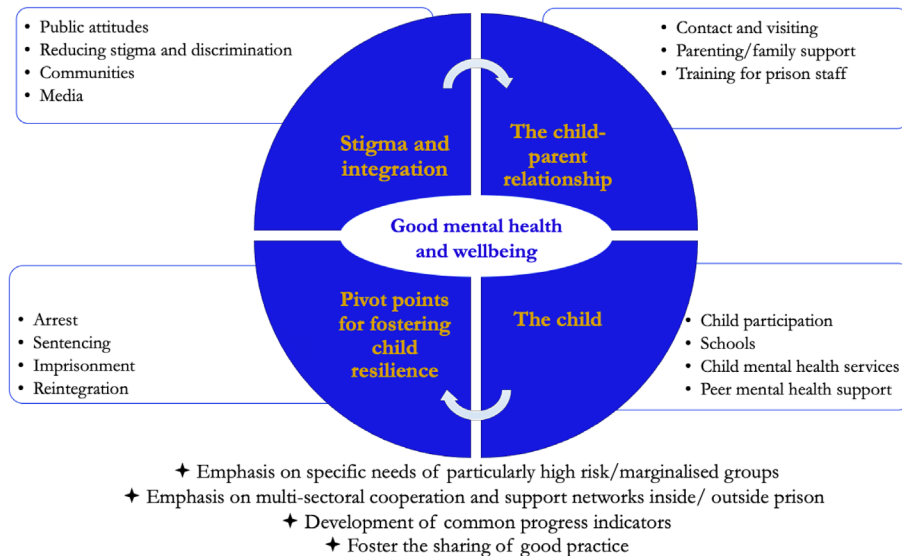 • Public attitudes
• Reducing stigma and discrimination
• Communities
• Media
• Contact and visiting
• Parenting/family support
• Training for prison staff
Stigma and
integration
The child-
parent
relationship
Good mental health
and wellbeing
Pivot points
for fostering
child
resilience
The child
• Arrest
• Sentencing
• Imprisonment
• Reintegration
• Child participation
• Schools
• Child mental health services
• Peer mental health support
✦ Emphasis on specific needs of particularly high risk/marginalised groups
✦ Emphasis on multi-sectoral cooperation and support networks inside/ outside prison
✦ Development of common progress indicators
✦ Foster the sharing of good practice